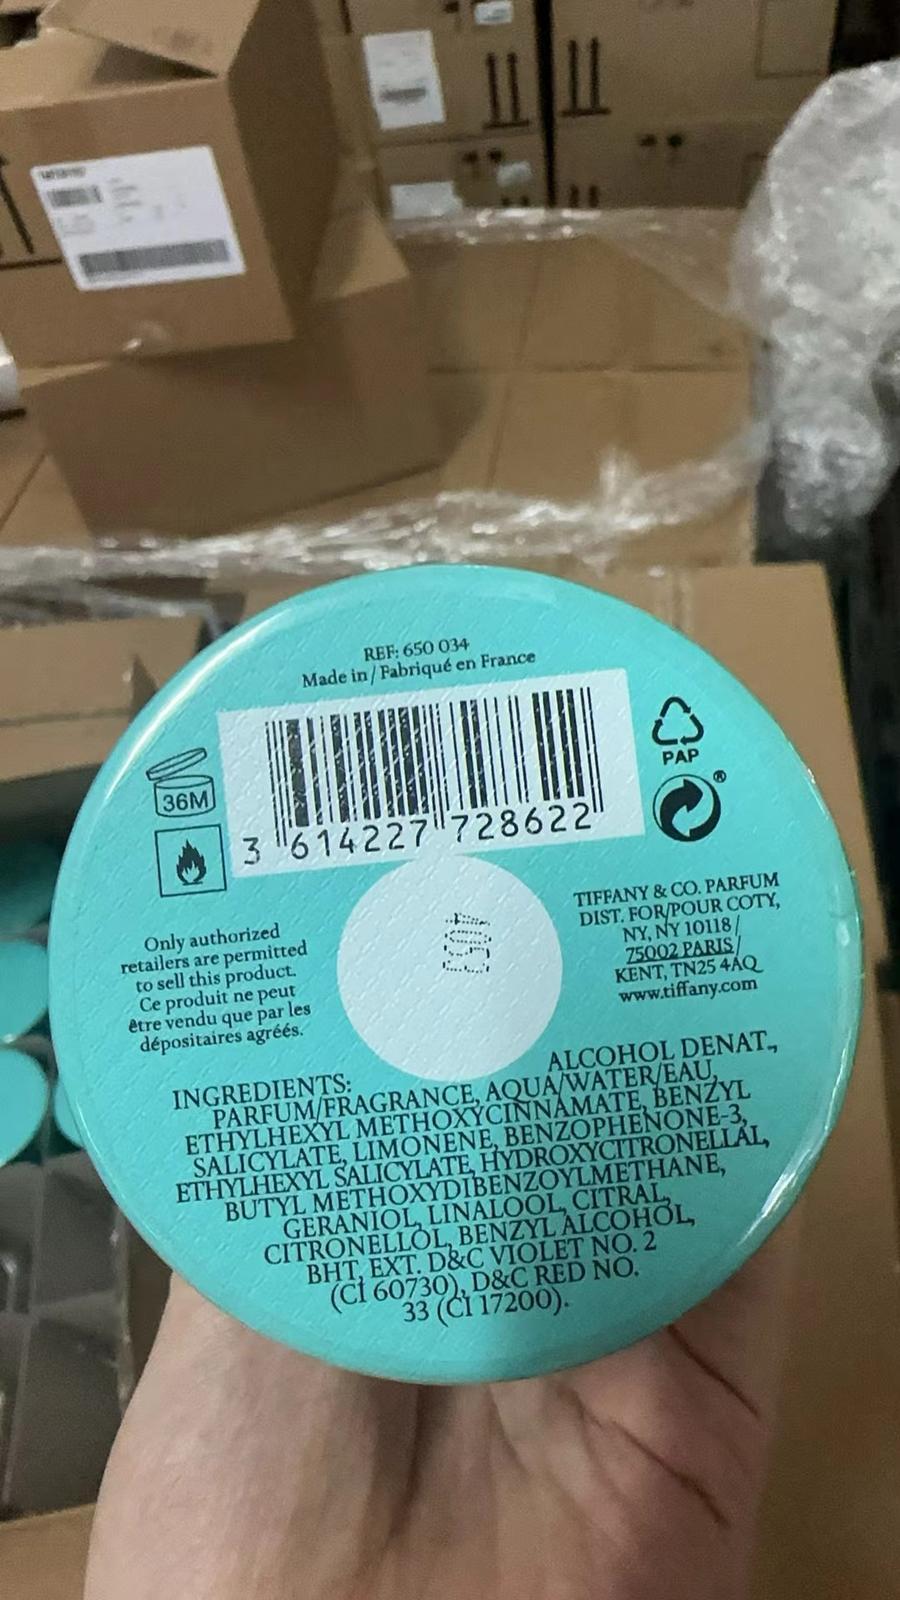 REF: 650 034
Made in / Fabriqué en France
36M
3 614227 728622
PAP
®
Only authorized
retailers are permitted
to sell this product.
Ce produit ne peut
être vendu que par les
dépositaires agréés.
TIFFANY & CO. PARFUM
DIST. FOR/POUR COTY,
NY, NY 10118 /
75002 PARIS /
KENT, TN25 4AQ
www.tiffany.com
INGREDIENTS: ALCOHOL DENAT.,
PARFUM/FRAGRANCE, AQUA/WATER/EAU,
ETHYLHEXYL METHOXYCINNAMATE, BENZYL
SALICYLATE, LIMONENE, BENZOPHENONE-3,
ETHYLHEXYL SALICYLATE, HYDROXYCITRONELLAL,
BUTYL METHOXYDIBENZOYLMETHANE,
GERANIOL, LINALOOL, CITRAL,
CITRONELLOL, BENZYL ALCOHOL,
BHT, EXT. D&C VIOLET NO. 2
(CI 60730), D&C RED NO.
33 (CI 17200).